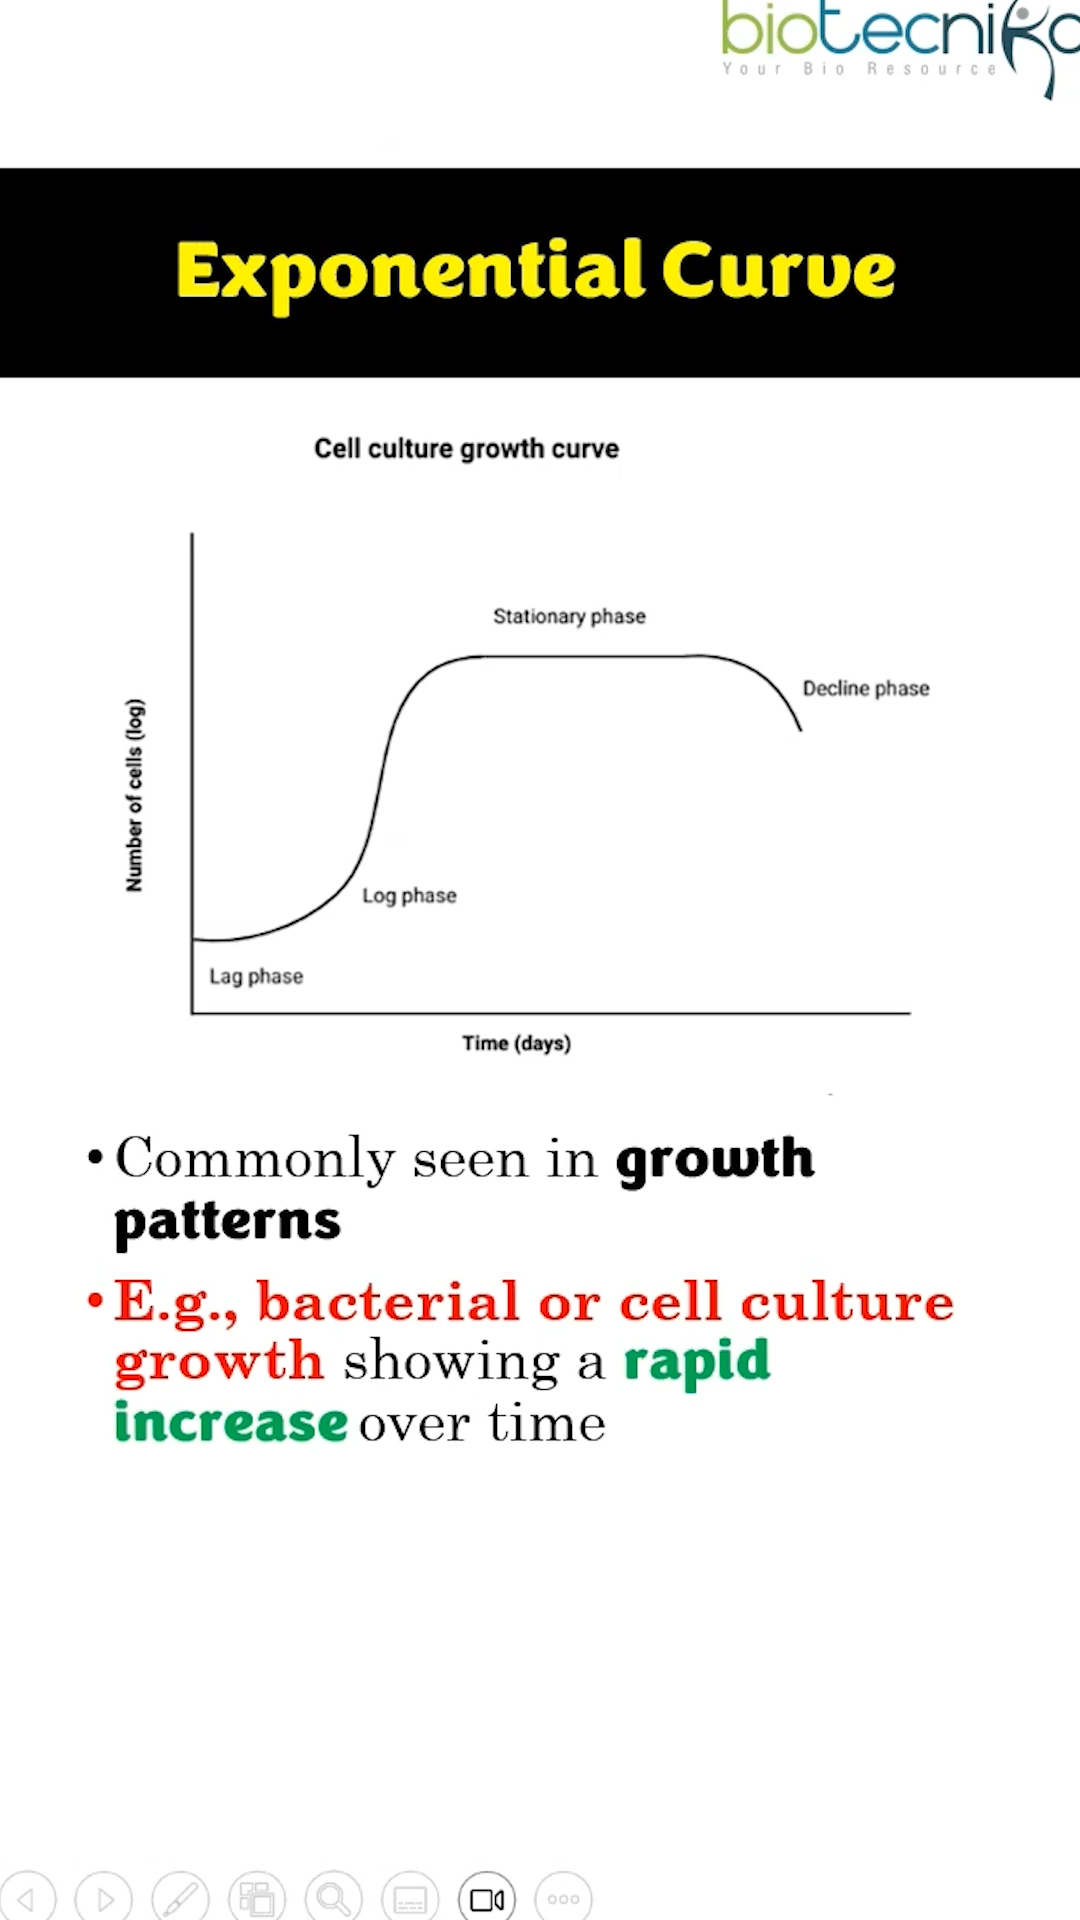 biotecnika
Your Bio Resource
Exponential Curve
Cell culture growth curve
Stationary phase
Decline phase
Number of cells (log)
Log phase
Lag phase
Time (days)
• Commonly seen in growth
patterns
• E.g., bacterial or cell culture
growth showing a rapid
increase over time